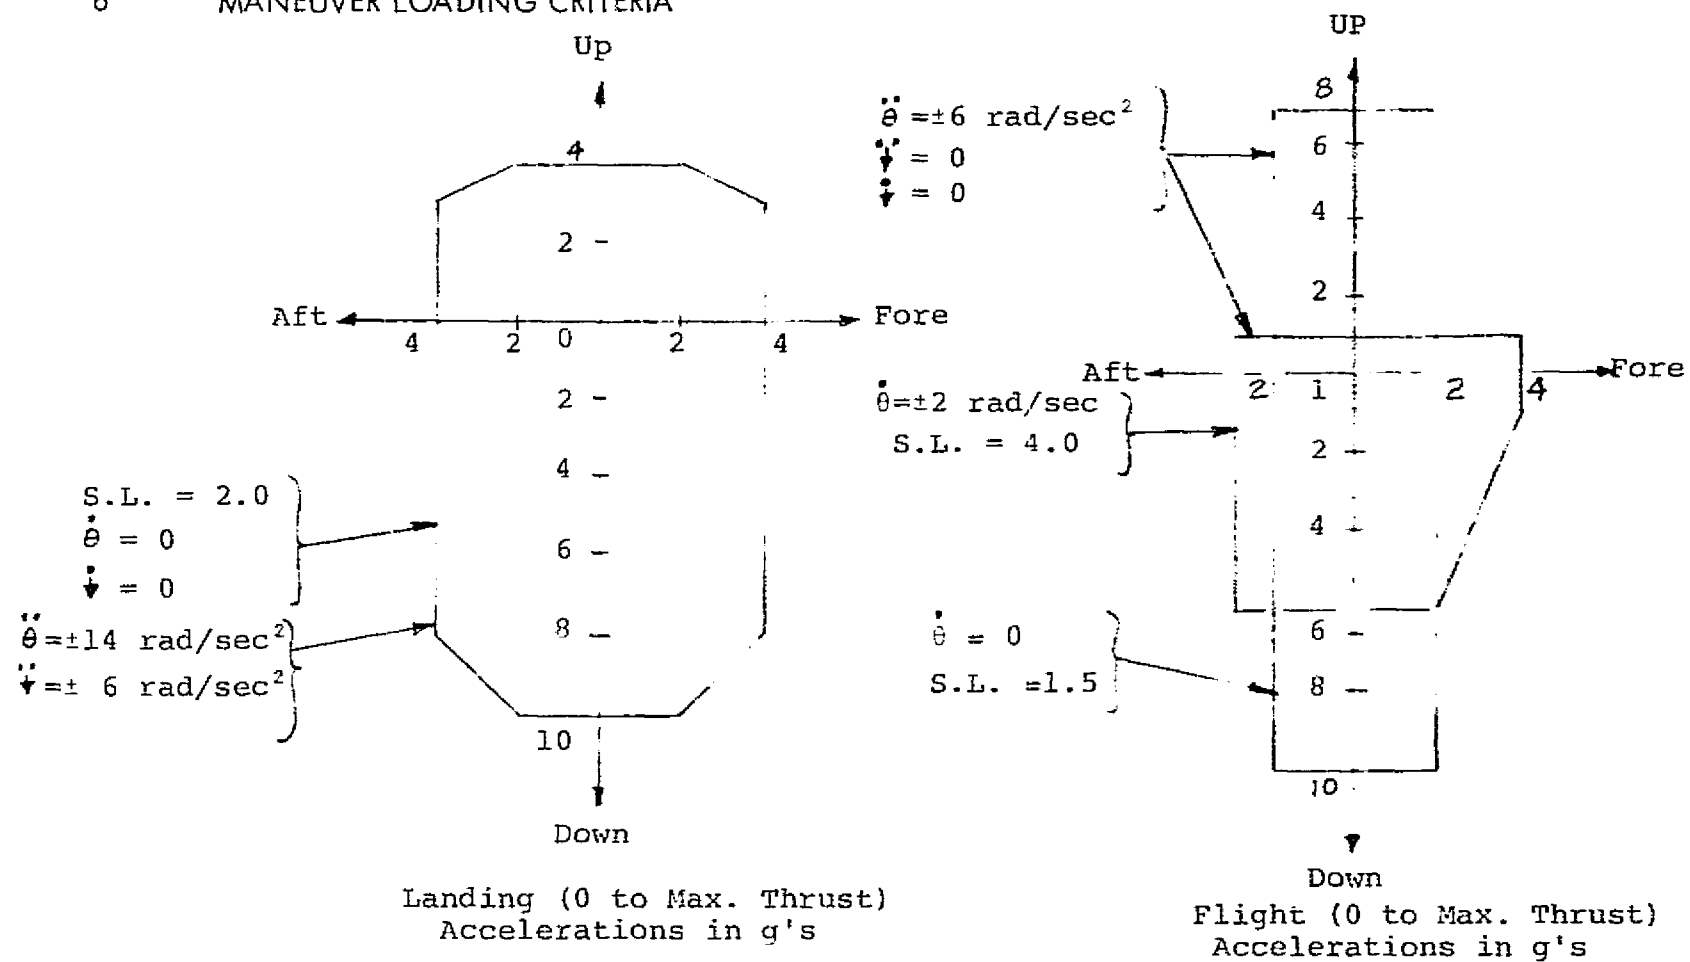 6 MANEUVER LOADING CRITERIA
Up
4
2
Aft
Fore
4 2 0 2 4
2
4
6
8
10
Down
S.L. = 2.0
θ̇ = 0
ψ̇ = 0
θ̈=±14 rad/sec²
ψ̈=± 6 rad/sec²
Landing (0 to Max. Thrust)
Accelerations in g's
UP
8
6
4
2
θ̈ =±6 rad/sec²
ψ̈ = 0
ψ̇ = 0
Aft
Fore
2 1 2 4
2
4
6
8
10
Down
θ̇=±2 rad/sec
S.L. = 4.0
θ̇ = 0
S.L. =1.5
Flight (0 to Max. Thrust)
Accelerations in g's